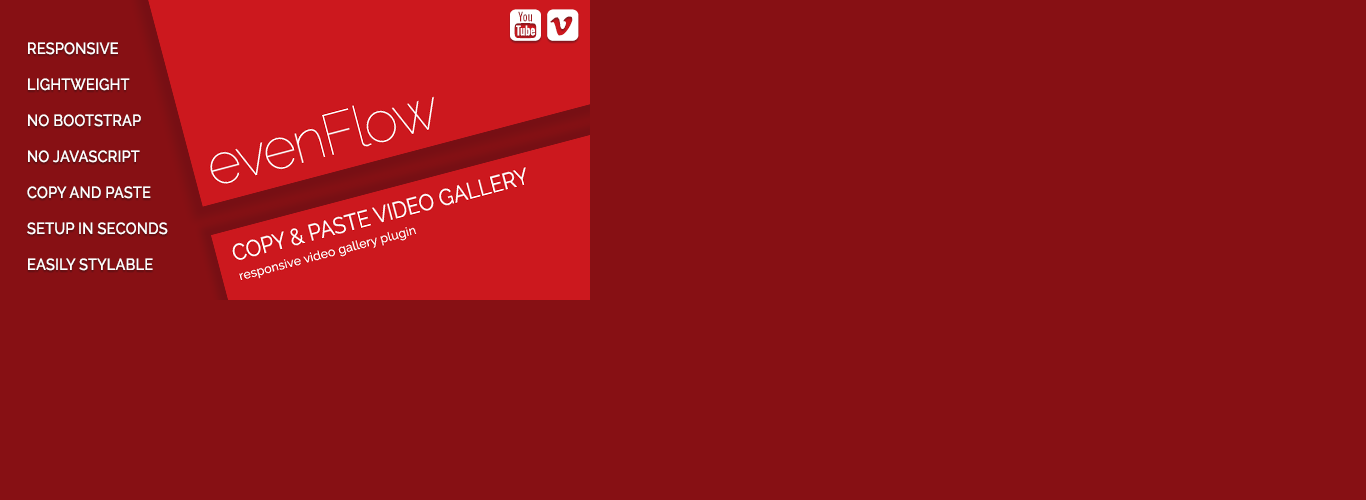 RESPONSIVE
LIGHTWEIGHT
NO BOOTSTRAP
NO JAVASCRIPT
COPY AND PASTE
SETUP IN SECONDS
EASILY STYLABLE
You
Tube
evenFlow
COPY & PASTE VIDEO GALLERY
responsive video gallery plugin